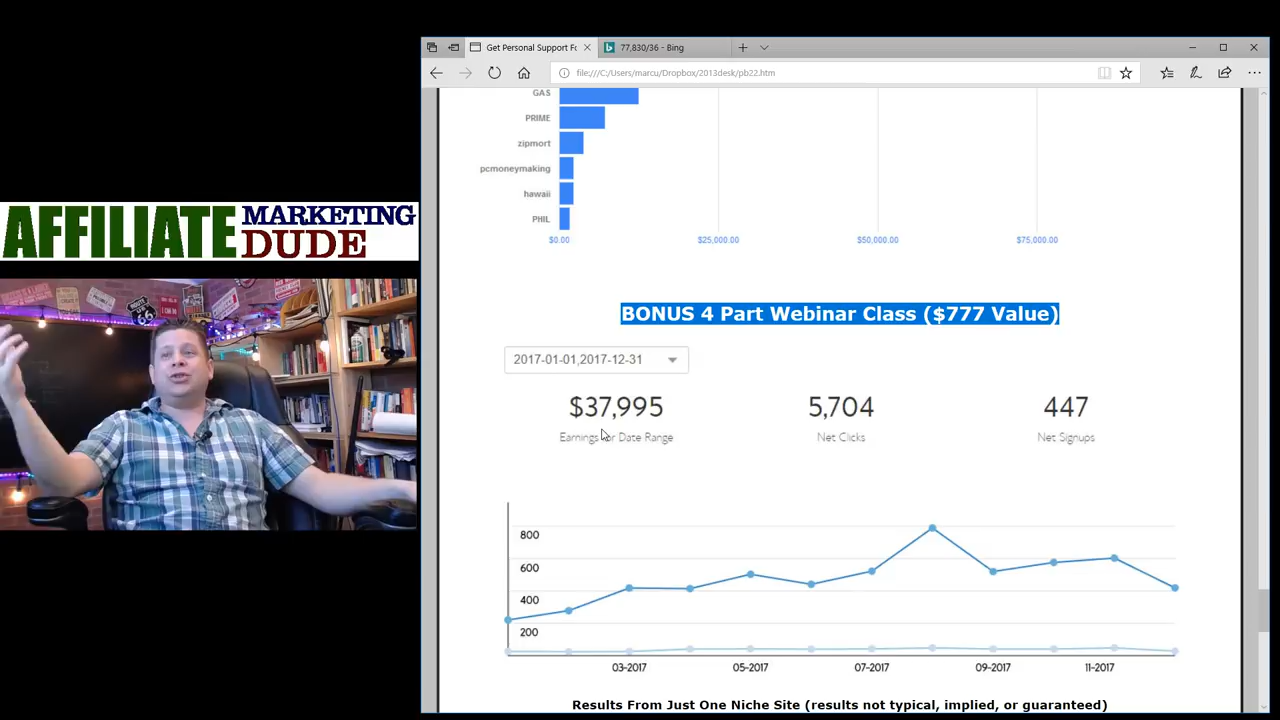 Get Personal Support Fo
77,830/36 - Bing
file:///C:/Users/marcu/Dropbox/2013desk/pb22.htm
GAS
PRIME
zipmort
pcmoneymaking
hawaii
PHIL
$0.00 $25,000.00 $50,000.00 $75,000.00
AFFILIATE MARKETING DUDE
ROUTE 66
BONUS 4 Part Webinar Class ($777 Value)
2017-01-01,2017-12-31
$37,995 5,704 447
Earnings for Date Range Net Clicks Net Signups
800
600
400
200
03-2017 05-2017 07-2017 09-2017 11-2017
Results From Just One Niche Site (results not typical, implied, or guaranteed)